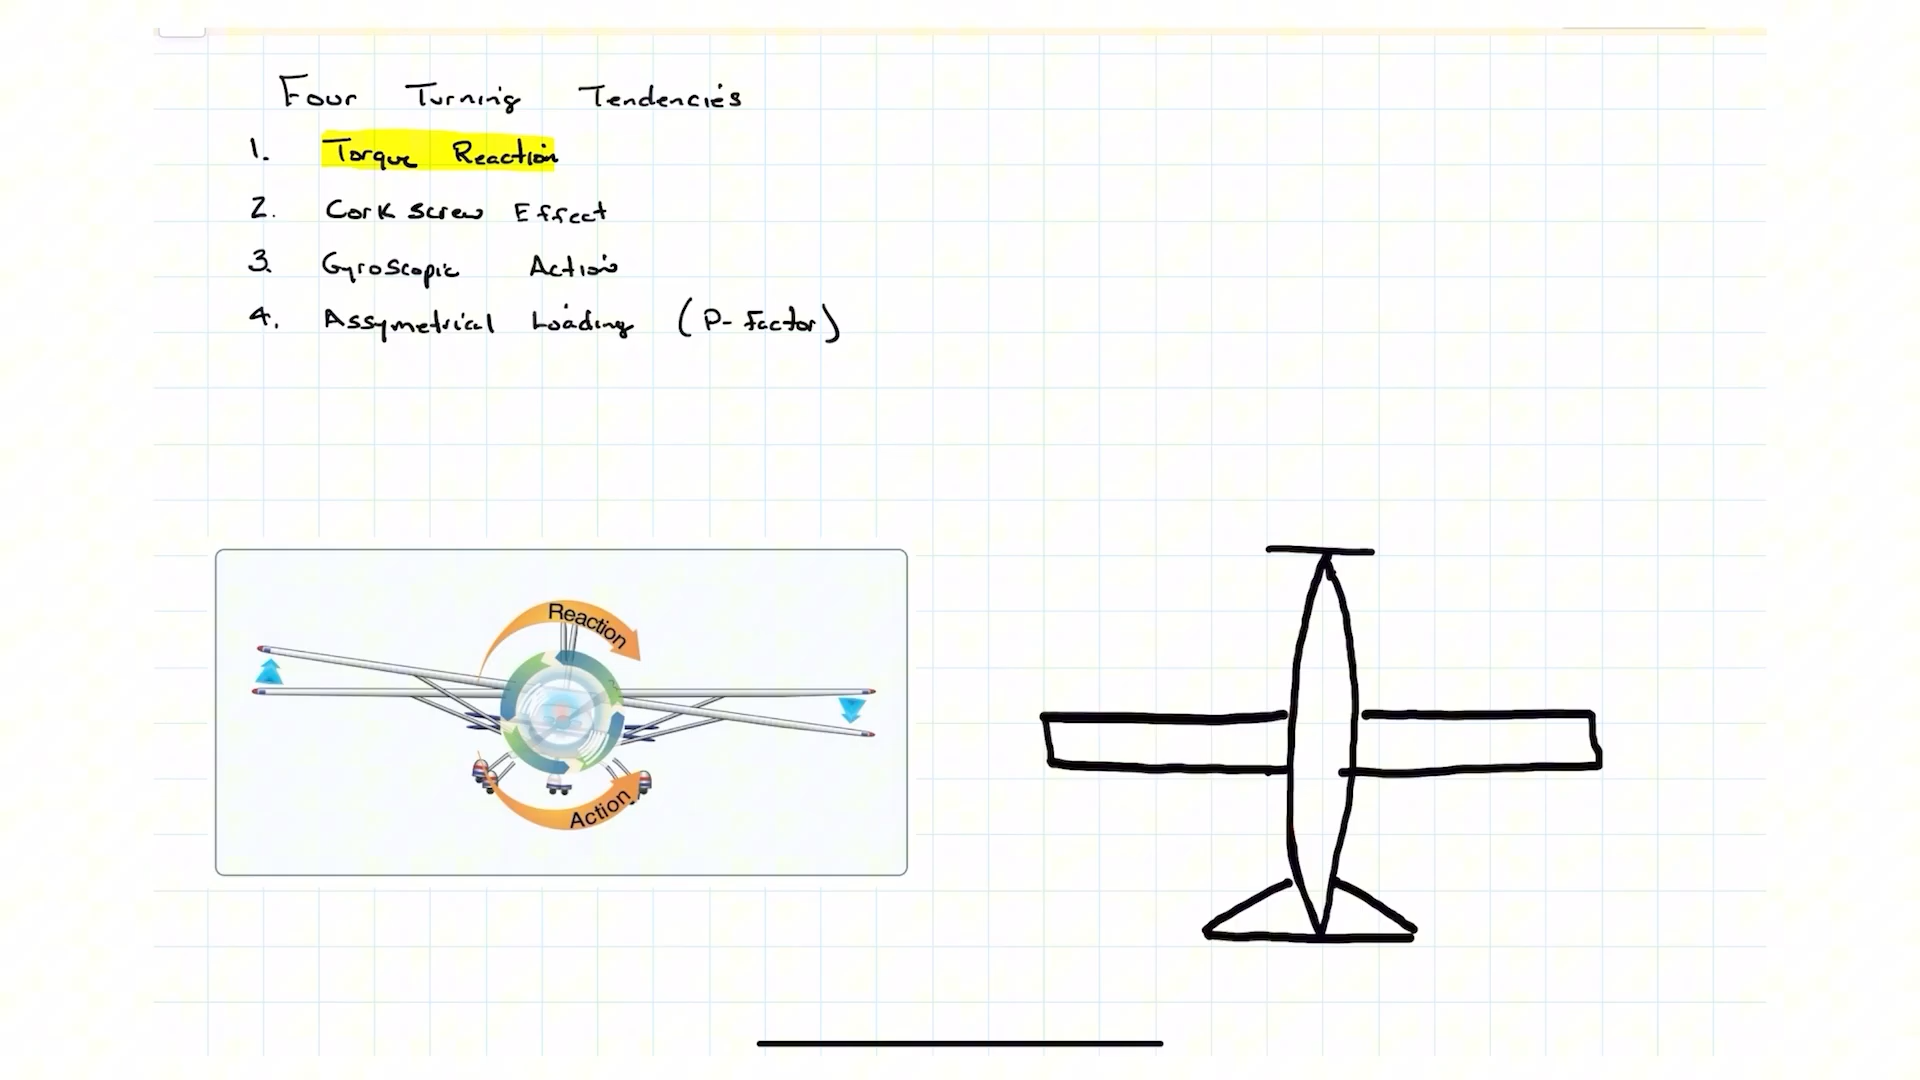 Four Turning Tendencies
1. Torque Reaction
2. Cork screw Effect
3. Gyroscopic Action
4. Assymetrical Loading (P-Factor)
Reaction
Action